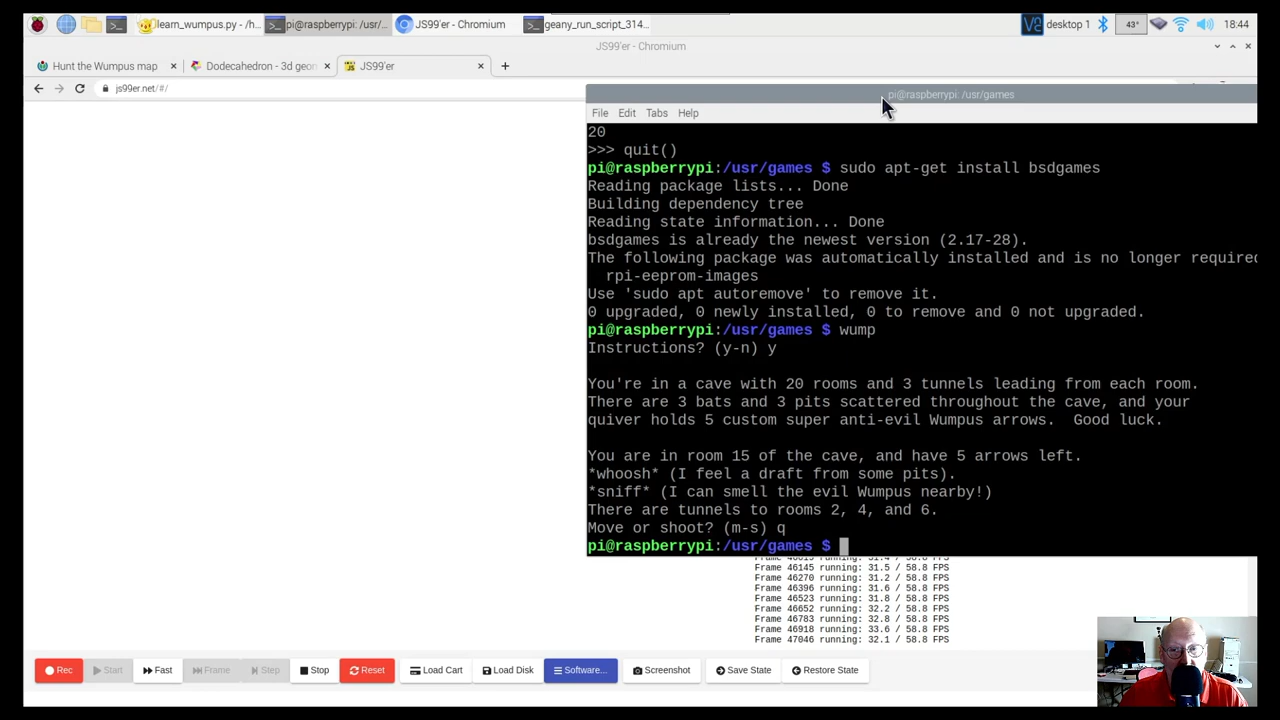 learn_wumpus.py - /h...
pi@raspberrypi: /usr/...
JS99'er - Chromium
geany_run_script_314...
desktop 1
43°
18:44
JS99'er - Chromium
Hunt the Wumpus map
Dodecahedron - 3d geon
JS99'er
js99er.net/#/
pi@raspberrypi: /usr/games
File Edit Tabs Help
20
>>> quit()
pi@raspberrypi:/usr/games $ sudo apt-get install bsdgames
Reading package lists... Done
Building dependency tree
Reading state information... Done
bsdgames is already the newest version (2.17-28).
The following package was automatically installed and is no longer required
rpi-eeprom-images
Use 'sudo apt autoremove' to remove it.
0 upgraded, 0 newly installed, 0 to remove and 0 not upgraded.
pi@raspberrypi:/usr/games $ wump
Instructions? (y-n) y
You're in a cave with 20 rooms and 3 tunnels leading from each room.
There are 3 bats and 3 pits scattered throughout the cave, and your
quiver holds 5 custom super anti-evil Wumpus arrows.  Good luck.
You are in room 15 of the cave, and have 5 arrows left.
*whoosh* (I feel a draft from some pits).
*sniff* (I can smell the evil Wumpus nearby!)
There are tunnels to rooms 2, 4, and 6.
Move or shoot? (m-s) q
pi@raspberrypi:/usr/games $
Frame 46145 running: 31.5 / 58.8 FPS
Frame 46270 running: 31.2 / 58.8 FPS
Frame 46396 running: 31.6 / 58.8 FPS
Frame 46523 running: 31.8 / 58.8 FPS
Frame 46652 running: 32.2 / 58.8 FPS
Frame 46783 running: 32.8 / 58.8 FPS
Frame 46918 running: 33.6 / 58.8 FPS
Frame 47046 running: 32.1 / 58.8 FPS
Rec Start Fast Frame Step Stop Reset Load Cart Load Disk Software... Screenshot Save State Restore State